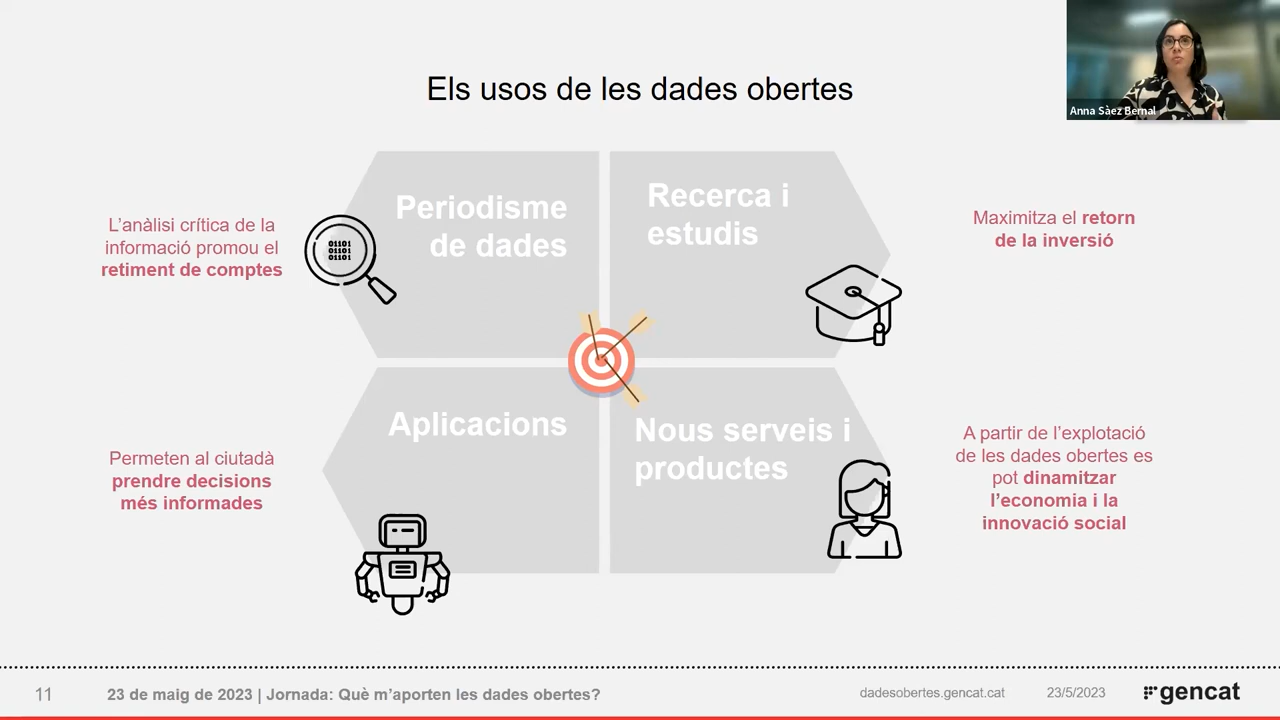 Anna Sàez Bernal
Els usos de les dades obertes
L’anàlisi crítica de la
informació promou el
retiment de comptes
01101
01101
01101
Periodisme
de dades
Recerca i
estudis
Maximitza el retorn
de la inversió
Permeten al ciutadà
prendre decisions
més informades
Aplicacions
Nous serveis i
productes
A partir de l’explotació
de les dades obertes es
pot dinamitzar
l’economia i la
innovació social
11
23 de maig de 2023 | Jornada: Què m’aporten les dades obertes?
dadesobertes.gencat.cat
23/5/2023
gencat